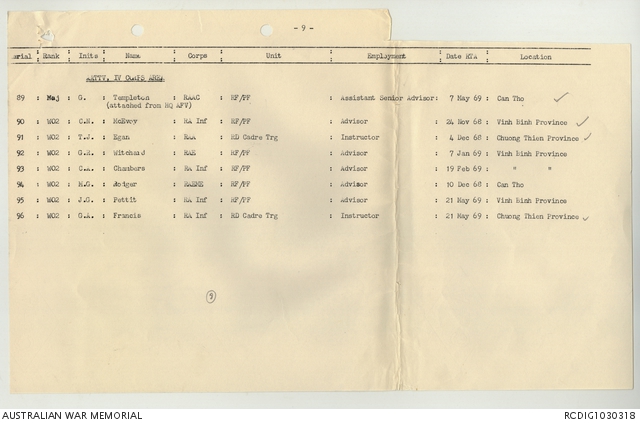 - 9 -
erial : Rank : Inits : Name : Corps : Unit : Employment : Date RTA : Location
AATTV, IV CORPS AREA
89 : Maj : G. : Templeton : RAAC : RF/PF : Assistant Senior Advisor : 7 May 69 : Can Tho
(attached from HQ AFV)
90 : WO2 : C.M. : McEvoy : RA Inf : RF/PF : Advisor : 24 Nov 68 : Vinh Binh Province
91 : WO2 : T.J. : Egan : RAA : RD Cadre Trg : Instructor : 4 Dec 68 : Chuong Thien Province
92 : WO2 : G.R. : Witchard : RAE : RF/PF : Advisor : 7 Jan 69 : Vinh Binh Province
93 : WO2 : C.A. : Chambers : RA Inf : RF/PF : Advisor : 19 Feb 69 : " "
94 : WO2 : M.G. : : RAEME : RF/PF : Advisor : 10 Dec 68 : Can Tho
95 : WO2 : J.G. : Pettit : RA Inf : RF/PF : Advisor : 21 May 69 : Vinh Binh Province
96 : WO2 : G.A. : Francis : RA Inf : RD Cadre Trg : Instructor : 21 May 69 : Chuong Thien Province
9
AUSTRALIAN WAR MEMORIAL
RCDIG1030318